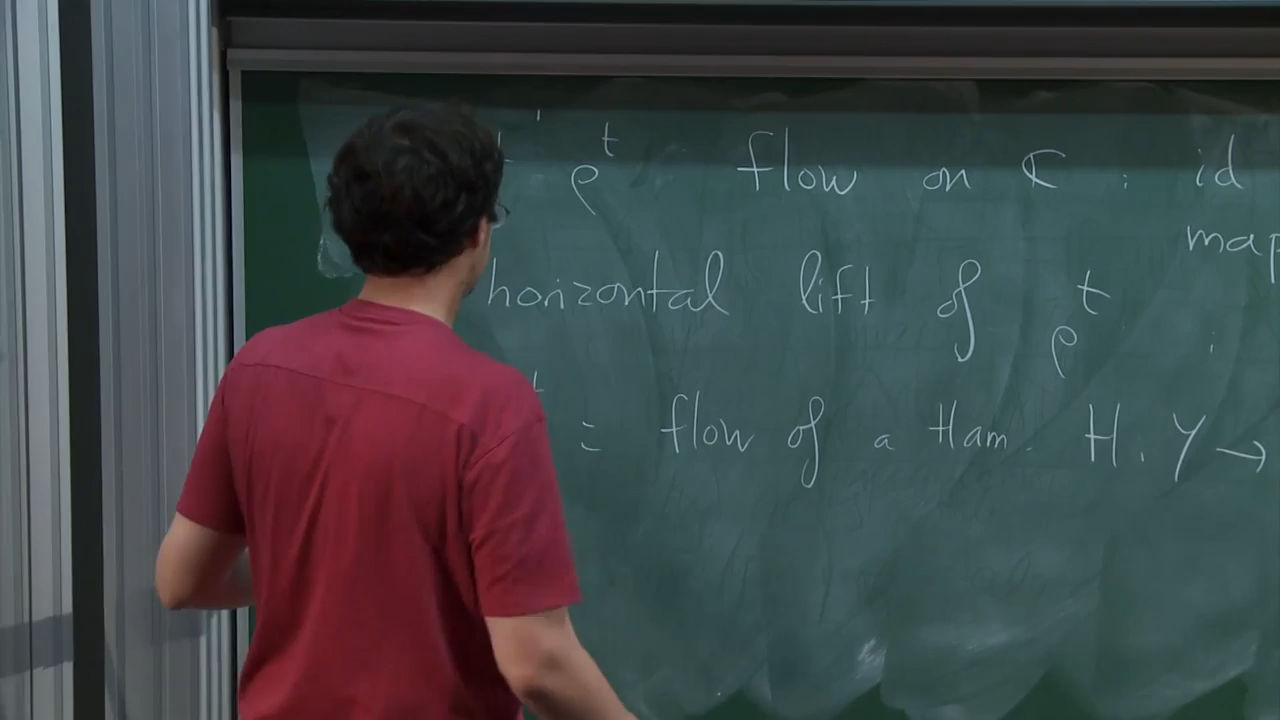 ρ^t flow on ℂ : id
map
horizontal lift of ρ^t :
= flow of a Ham. H : Y →